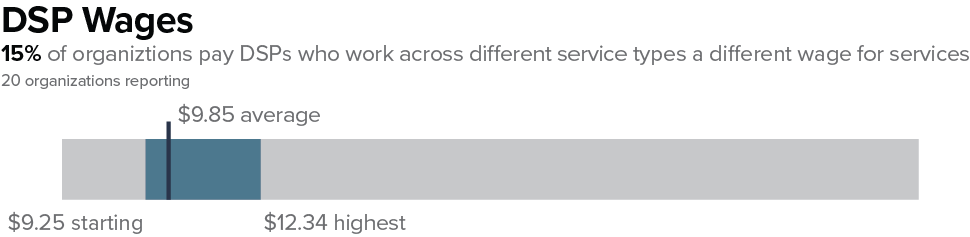 DSP Wages
15% of organiztions pay DSPs who work across different service types a different wage for services
20 organizations reporting
$9.85 average
$9.25 starting
$12.34 highest